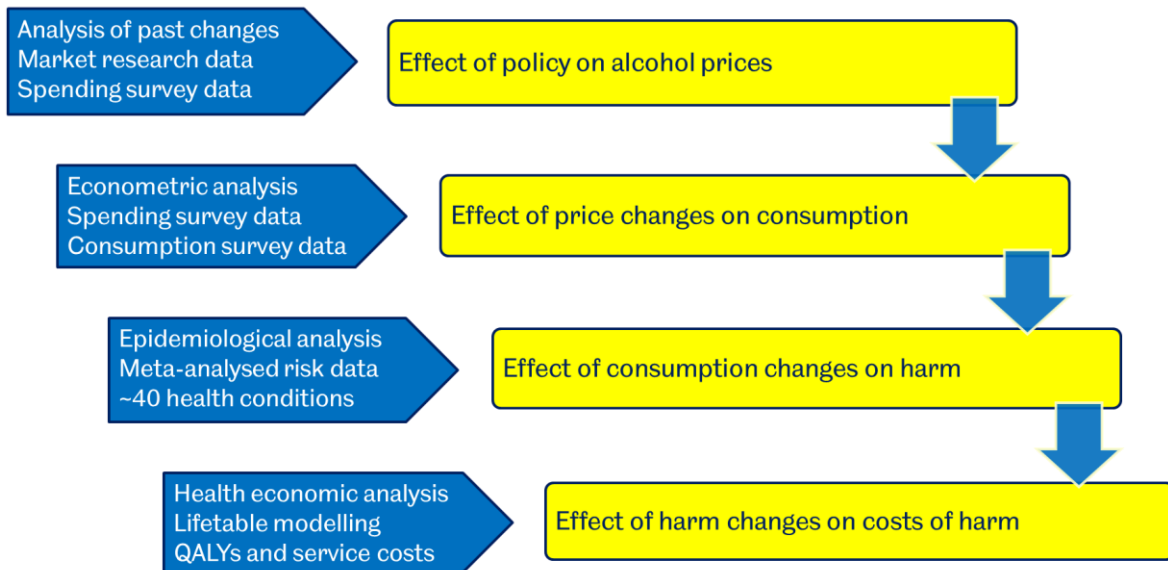 Analysis of past changes
Market research data
Spending survey data
Effect of policy on alcohol prices
Econometric analysis
Spending survey data
Consumption survey data
Effect of price changes on consumption
Epidemiological analysis
Meta-analysed risk data
~40 health conditions
Effect of consumption changes on harm
Health economic analysis
Lifetable modelling
QALYs and service costs
Effect of harm changes on costs of harm